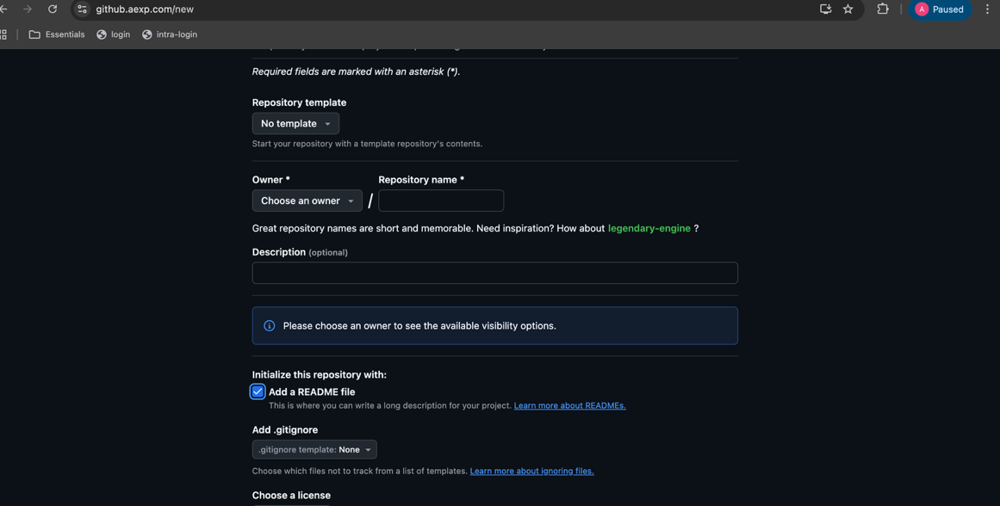 github.aexp.com/new
A Paused
Essentials login intra-login
Required fields are marked with an asterisk (*).
Repository template
No template
Start your repository with a template repository's contents.
Owner * Repository name *
Choose an owner /
Great repository names are short and memorable. Need inspiration? How about legendary-engine ?
Description (optional)
Please choose an owner to see the available visibility options.
Initialize this repository with:
Add a README file
This is where you can write a long description for your project. Learn more about READMEs.
Add .gitignore
.gitignore template: None
Choose which files not to track from a list of templates. Learn more about ignoring files.
Choose a license